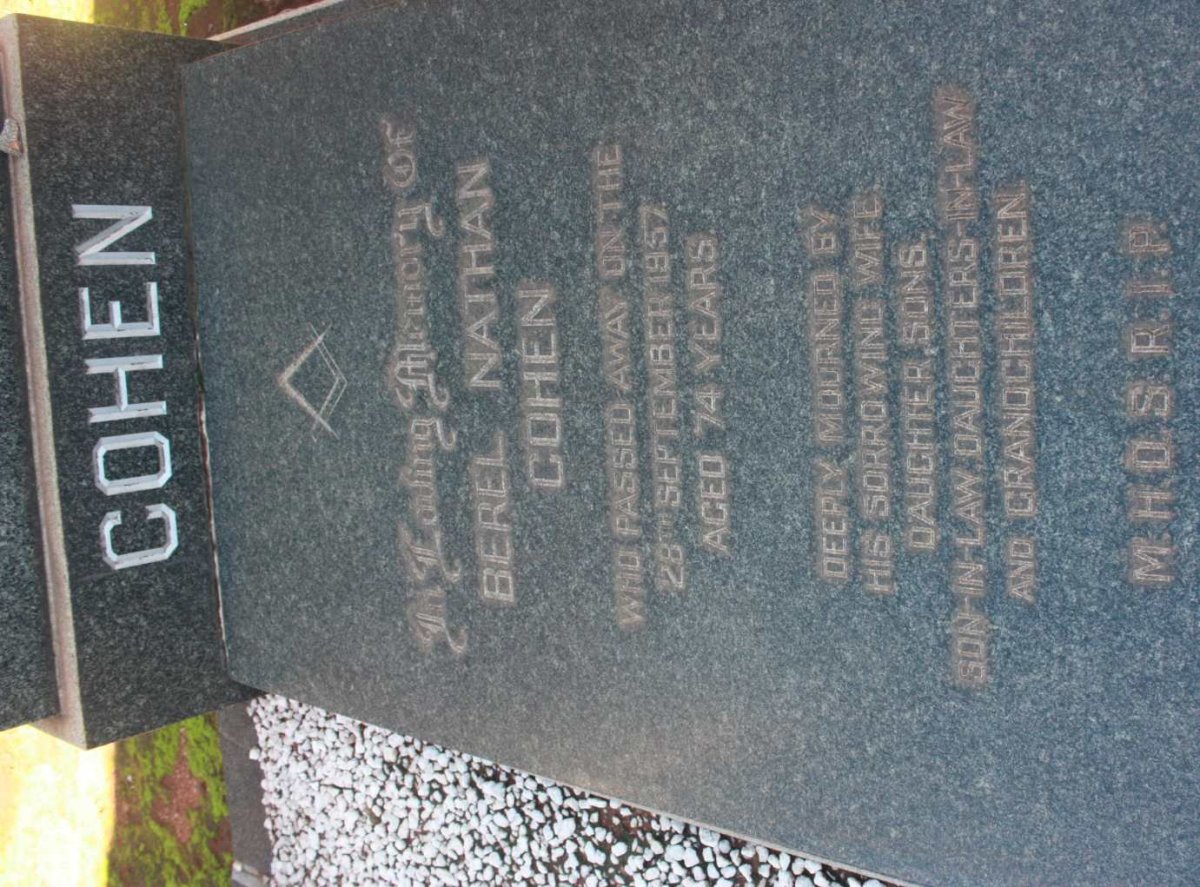 COHEN
In Loving Memory Of
BEREL NATHAN
COHEN
WHO PASSED AWAY ON THE
28TH SEPTEMBER 1957.
AGED 74 YEARS
DEEPLY MOURNED BY
HIS SORROWING WIFE,
DAUGHTER, SONS,
SON-IN-LAW, DAUGHTERS-IN-LAW
AND GRANDCHILDREN.
M.H.D.S.R.I.P.